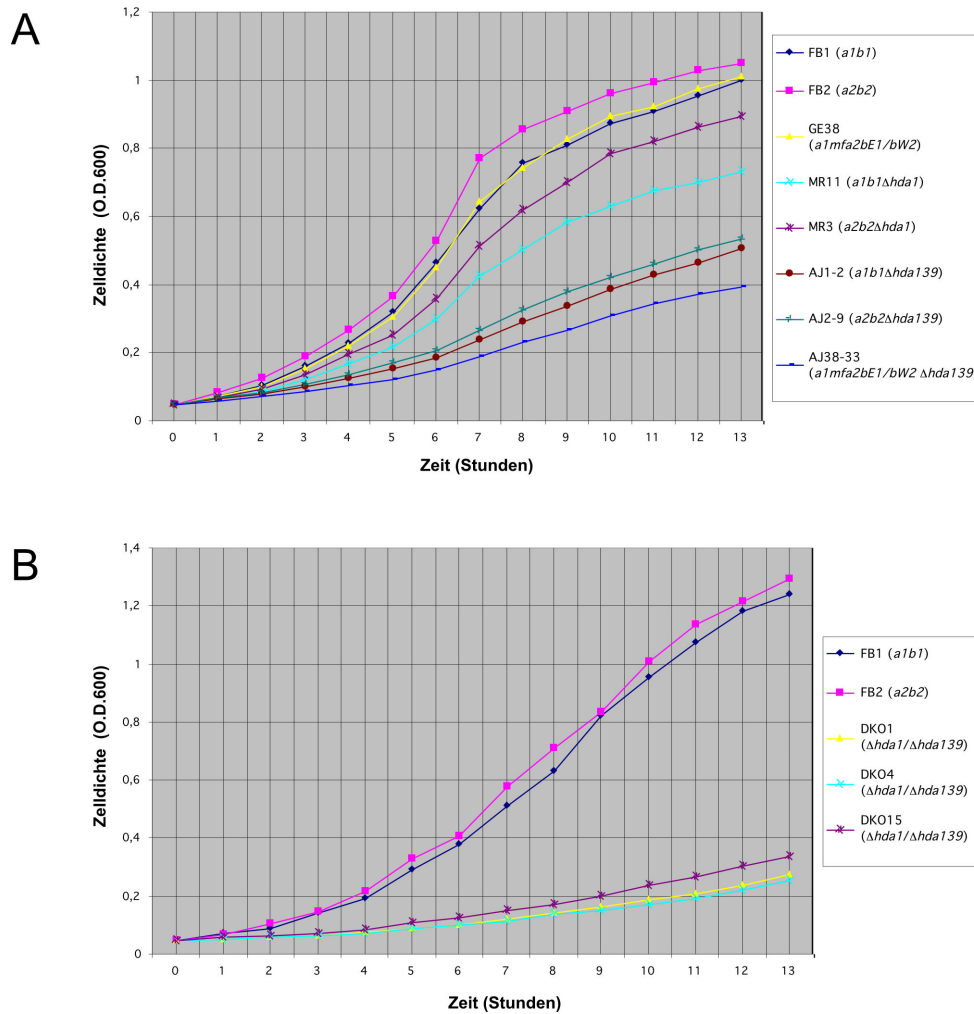 A
Zelldichte (O.D.600)
1,2
1
0,8
0,6
0,4
0,2
0
0 1 2 3 4 5 6 7 8 9 10 11 12 13
Zeit (Stunden)
FB1 (a1b1)
FB2 (a2b2)
GE38
(a1mfa2bE1/bW2)
MR11 (a1b1Δhda1)
MR3 (a2b2Δhda1)
AJ1-2 (a1b1Δhda139)
AJ2-9 (a2b2Δhda139)
AJ38-33
(a1mfa2bE1/bW2 Δhda139)
B
Zelldichte (O.D.600)
1,4
1,2
1
0,8
0,6
0,4
0,2
0
0 1 2 3 4 5 6 7 8 9 10 11 12 13
Zeit (Stunden)
FB1 (a1b1)
FB2 (a2b2)
DKO1
(Δhda1/Δhda139)
DKO4
(Δhda1/Δhda139)
DKO15
(Δhda1/Δhda139)